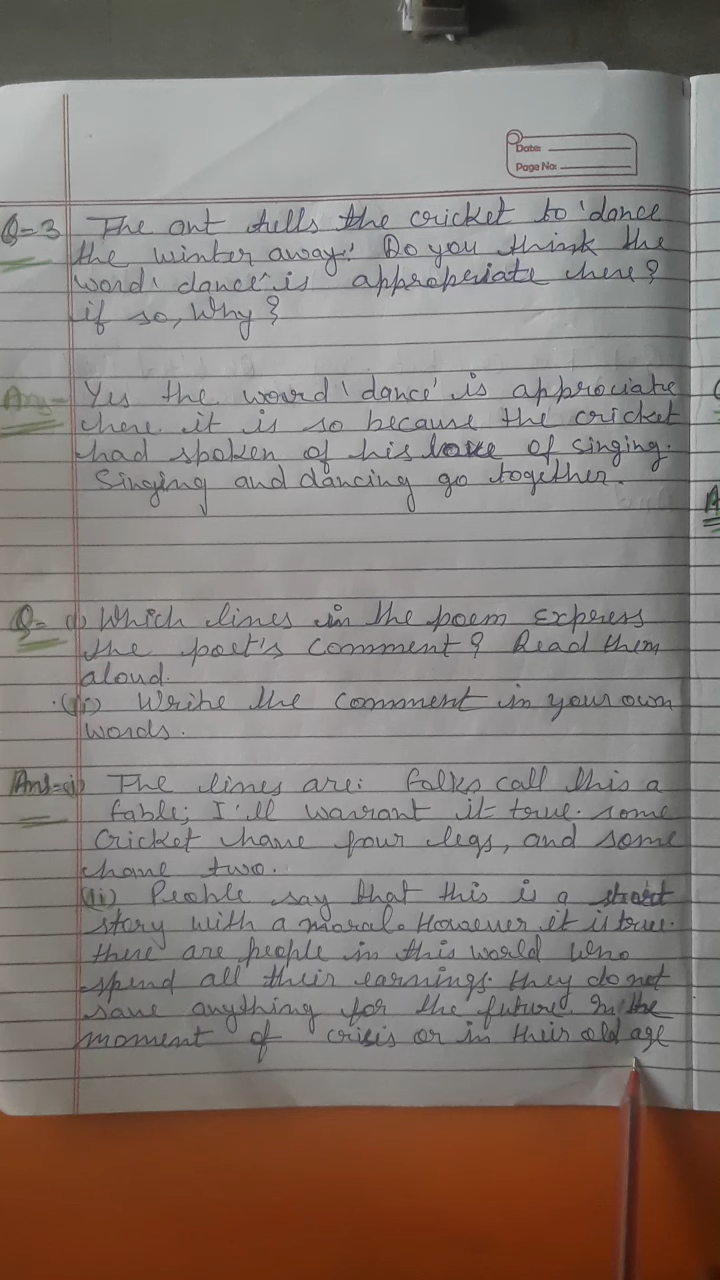 Date:
Page No:
Q=3 The ant tells the cricket to 'dance
the winter away'. Do you think the
word 'dance' is appropeeiate here?
if so, Why?
Ans- Yes the word 'dance' is approciate
here it is so because the cricket
had spoken of his love of singing.
Singing and dancing go together.
Q= (i) Which lines in the poem express
the poet's comment? Read them
aloud.
(ii) Write the comment in your own
words.
Ans=(i) The lines are: folks call this a
fable; I'll warrant it true. some
Cricket have four legs, and some
have two.
(ii) People say that this is a short
story with a moral. However it is true.
there are people in this world who
spend all their earnings. they do not
save anything for the future. In the
moment of crisis or in their old age